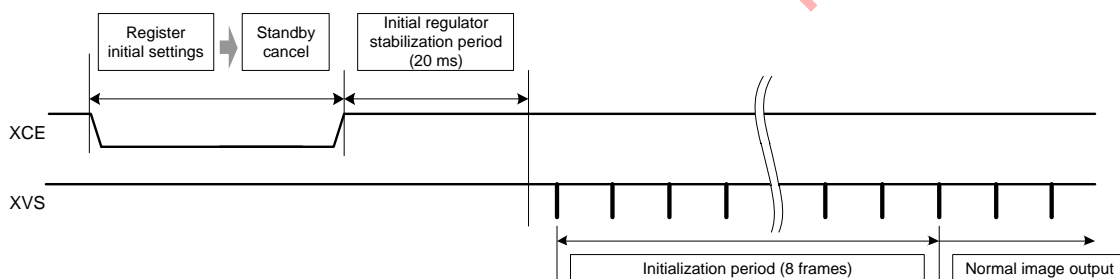 Register
initial settings
Standby
cancel
Initial regulator
stabilization period
(20 ms)
XCE
XVS
Initialization period (8 frames)
Normal image output